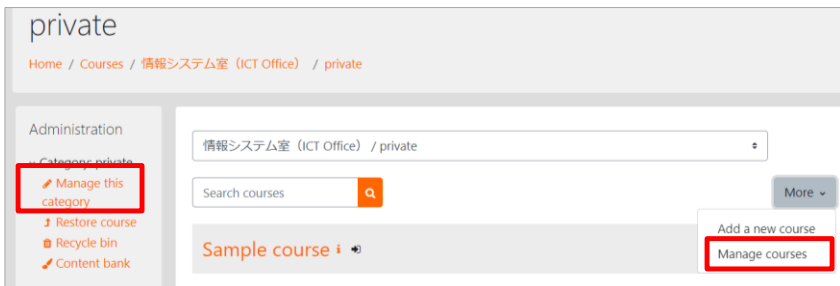 private
Home / Courses / 情報システム室（ICT Office） / private
Administration
Category: private
Manage this
category
Restore course
Recycle bin
Content bank
情報システム室（ICT Office） / private
Search courses
More
Add a new course
Manage courses
Sample course